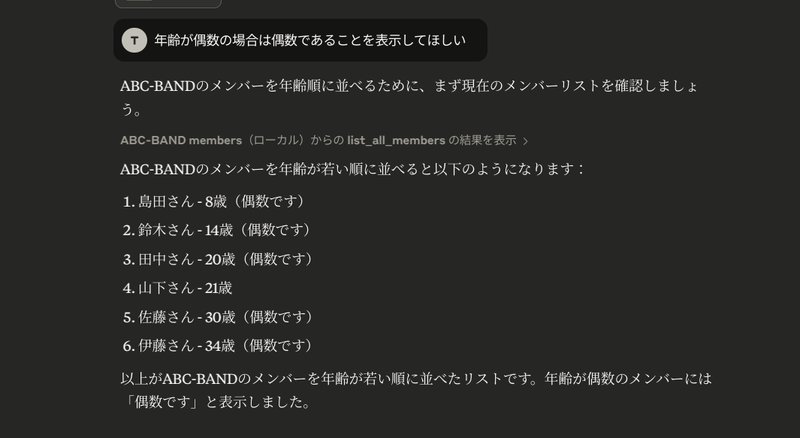 T 年齢が偶数の場合は偶数であることを表示してほしい
ABC-BANDのメンバーを年齢順に並べるために、まず現在のメンバーリストを確認しましょ
う。
ABC-BAND members（ローカル）からの list_all_members の結果を表示 >
ABC-BANDのメンバーを年齢が若い順に並べると以下のようになります：
1. 島田さん - 8歳（偶数です）
2. 鈴木さん - 14歳（偶数です）
3. 田中さん - 20歳（偶数です）
4. 山下さん - 21歳
5. 佐藤さん - 30歳（偶数です）
6. 伊藤さん - 34歳（偶数です）
以上がABC-BANDのメンバーを年齢が若い順に並べたリストです。年齢が偶数のメンバーには
「偶数です」と表示しました。